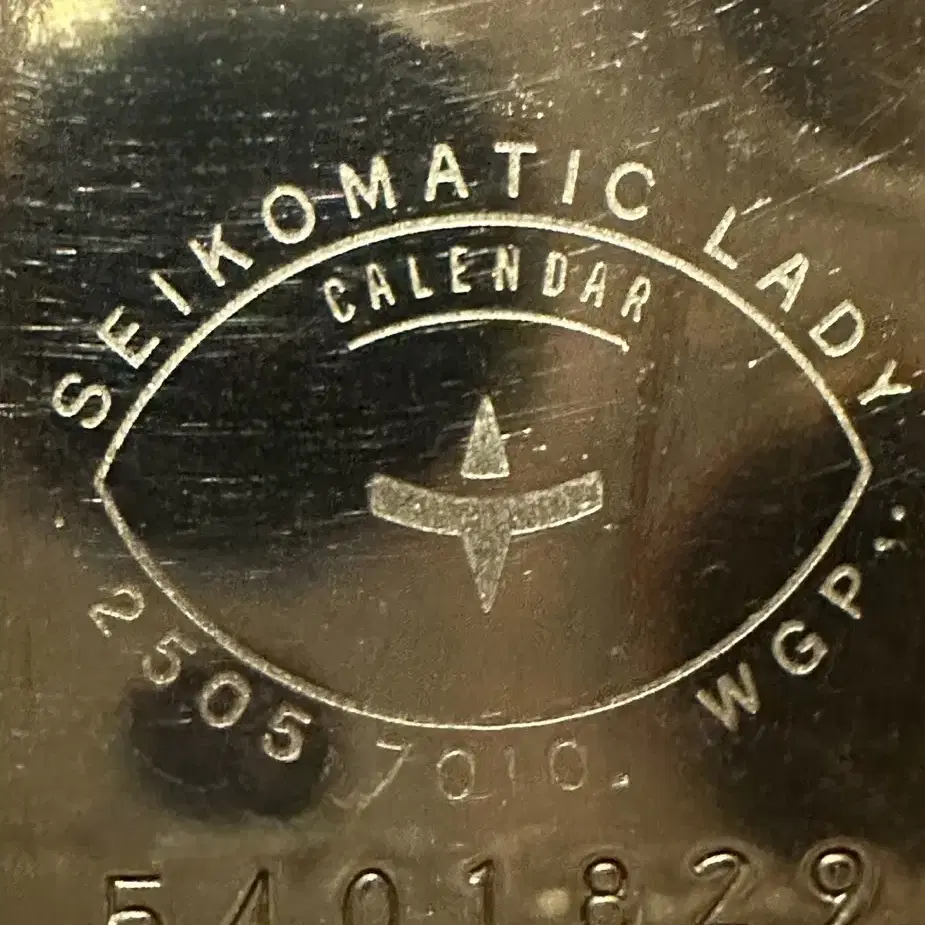 SEIKOMATIC LADY
CALENDAR
2505 7010. WGP.
5401829